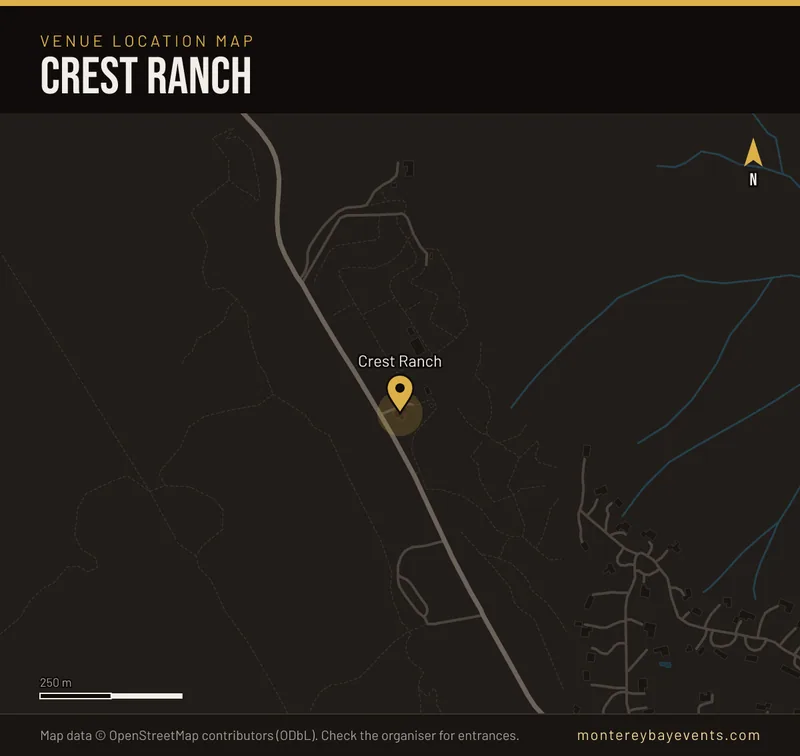 VENUE LOCATION MAP
CREST RANCH
N
Crest Ranch
250 m
Map data © OpenStreetMap contributors (ODbL). Check the organiser for entrances.
montereybayevents.com